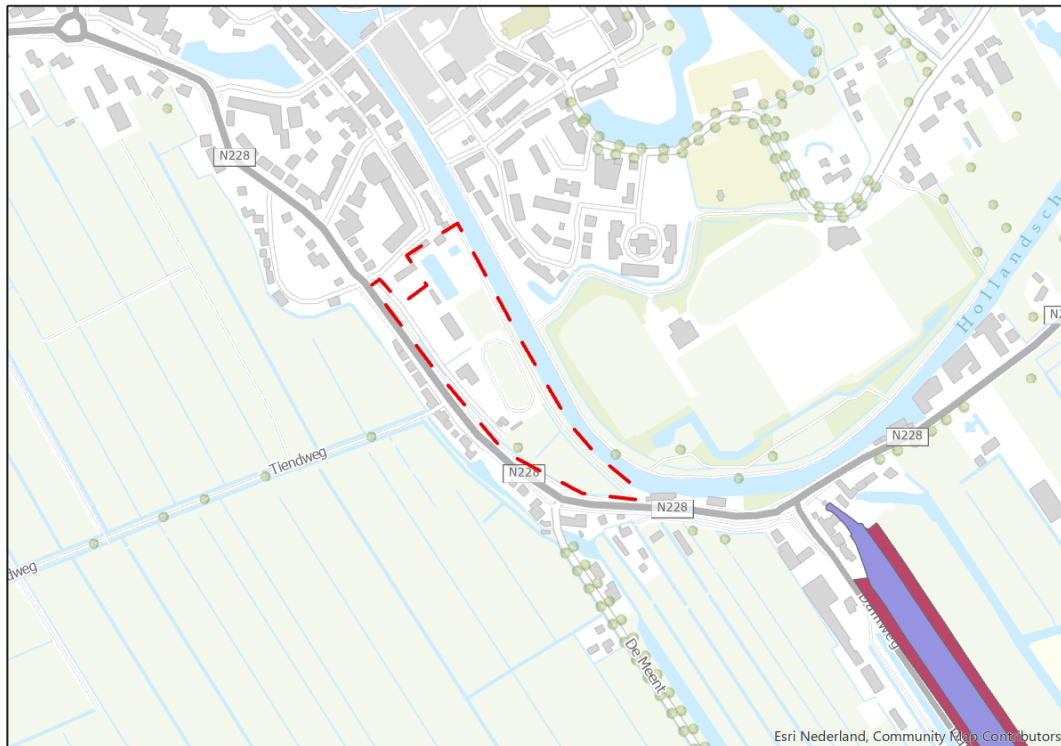 N228
Hollandsch
N2
N228
Tiendweg
N228
N228
dweg
Damweg
De Meent
Esri Nederland, Community Map Contributors